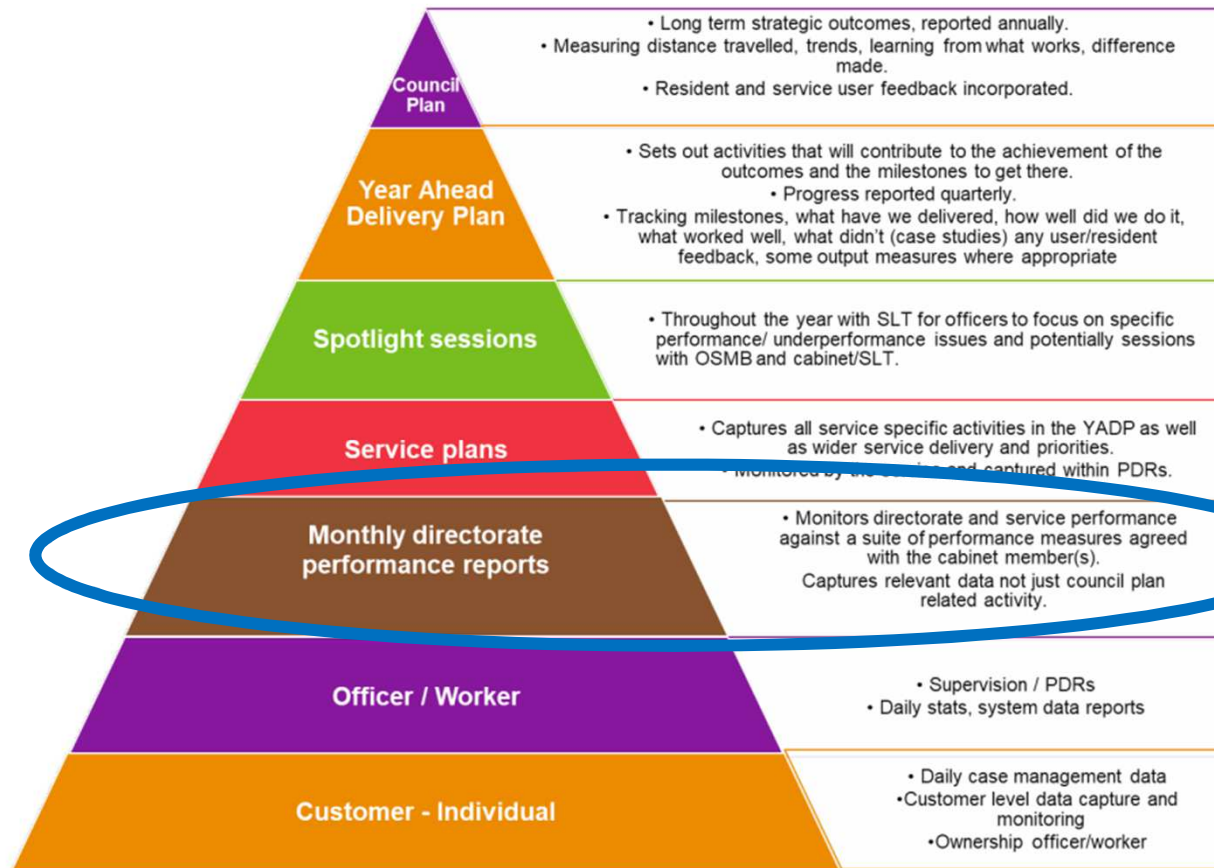 Council
Plan
• Long term strategic outcomes, reported annually.
• Measuring distance travelled, trends, learning from what works, difference
made.
• Resident and service user feedback incorporated.
Year Ahead
Delivery Plan
• Sets out activities that will contribute to the achievement of the
outcomes and the milestones to get there.
• Progress reported quarterly.
• Tracking milestones, what have we delivered, how well did we do it,
what worked well, what didn't (case studies) any user/resident
feedback, some output measures where appropriate
Spotlight sessions
• Throughout the year with SLT for officers to focus on specific
performance/ underperformance issues and potentially sessions
with OSMB and cabinet/SLT.
Service plans
• Captures all service specific activities in the YADP as well
as wider service delivery and priorities.
• Monitored by the and captured within PDRs.
Monthly directorate
performance reports
• Monitors directorate and service performance
against a suite of performance measures agreed
with the cabinet member(s).
Captures relevant data not just council plan
related activity.
Officer / Worker
• Supervision / PDRs
• Daily stats, system data reports
Customer - Individual
• Daily case management data
•Customer level data capture and
monitoring
•Ownership officer/worker